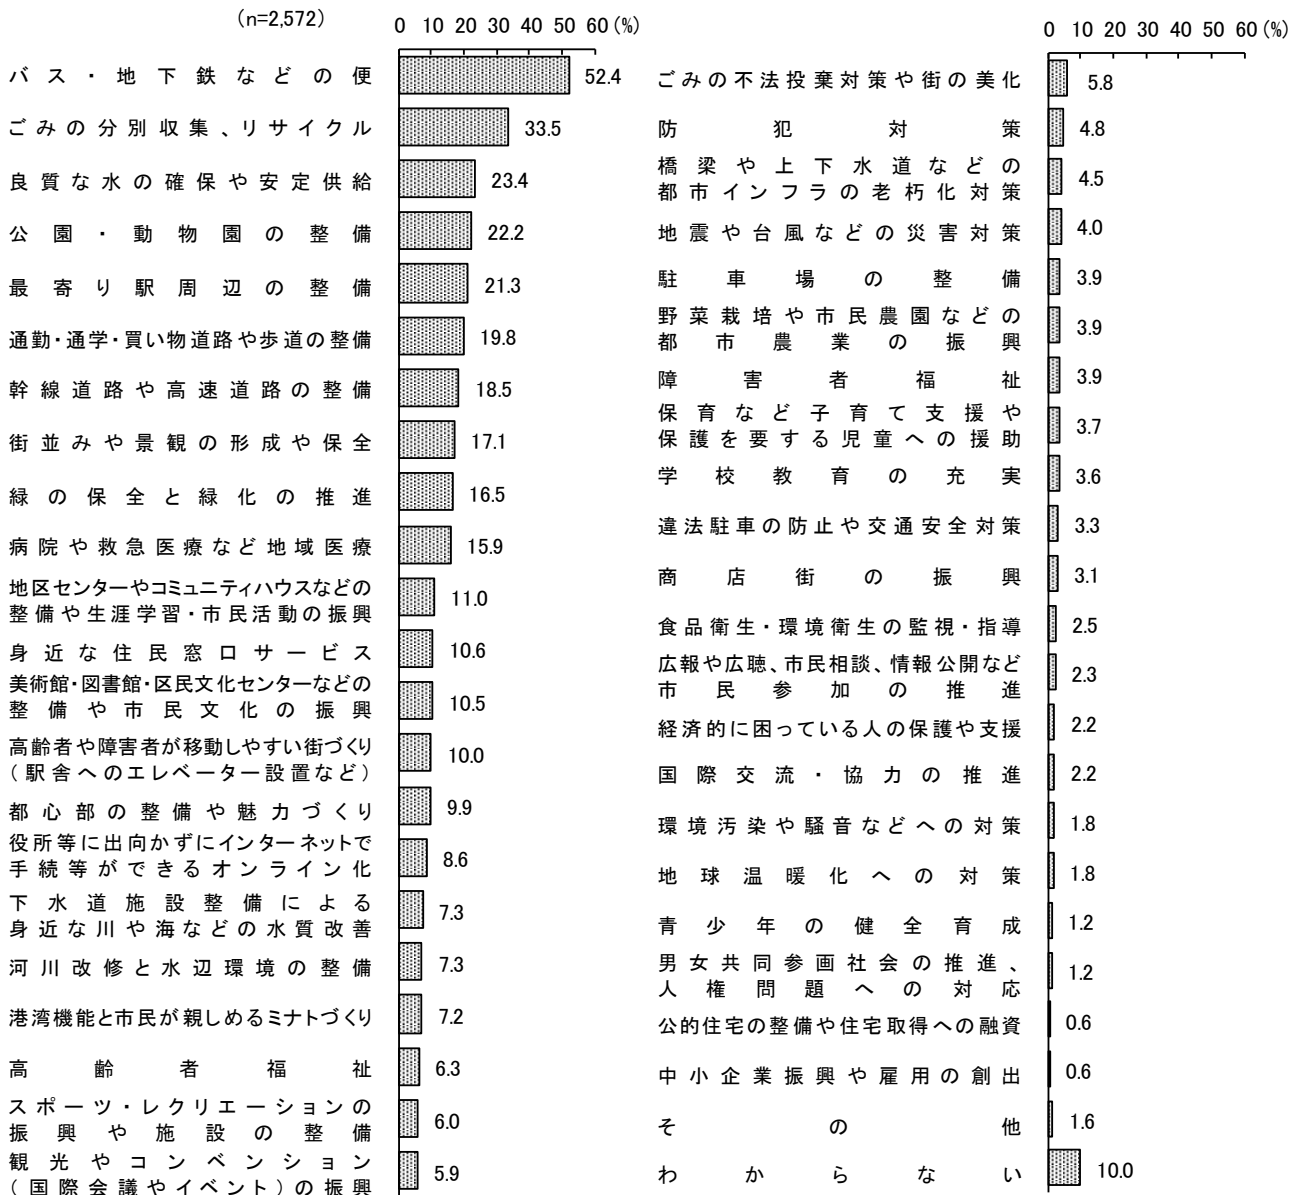 (n=2,572)
0 10 20 30 40 50 60(%)
バス・地下鉄などの便 52.4
ごみの分別収集、リサイクル 33.5
良質な水の確保や安定供給 23.4
公園・動物園の整備 22.2
最寄り駅周辺の整備 21.3
通勤・通学・買い物道路や歩道の整備 19.8
幹線道路や高速道路の整備 18.5
街並みや景観の形成や保全 17.1
緑の保全と緑化の推進 16.5
病院や救急医療など地域医療 15.9
地区センターやコミュニティハウスなどの
整備や生涯学習・市民活動の振興 11.0
身近な住民窓口サービス 10.6
美術館・図書館・区民文化センターなどの
整備や市民文化の振興 10.5
高齢者や障害者が移動しやすい街づくり
(駅舎へのエレベーター設置など) 10.0
都心部の整備や魅力づくり 9.9
役所等に出向かずにインターネットで
手続等ができるオンライン化 8.6
下水道施設整備による
身近な川や海などの水質改善 7.3
河川改修と水辺環境の整備 7.3
港湾機能と市民が親しめるミナトづくり 7.2
高齢者福祉 6.3
スポーツ・レクリエーションの
振興や施設の整備 6.0
観光やコンベンション
(国際会議やイベント)の振興 5.9
0 10 20 30 40 50 60(%)
ごみの不法投棄対策や街の美化 5.8
防犯対策 4.8
橋梁や上下水道などの
都市インフラの老朽化対策 4.5
地震や台風などの災害対策 4.0
駐車場の整備 3.9
野菜栽培や市民農園などの
都市農業の振興 3.9
障害者福祉 3.9
保育など子育て支援や
保護を要する児童への援助 3.7
学校教育の充実 3.6
違法駐車の防止や交通安全対策 3.3
商店街の振興 3.1
食品衛生・環境衛生の監視・指導 2.5
広報や広聴、市民相談、情報公開など
市民参加の推進 2.3
経済的に困っている人の保護や支援 2.2
国際交流・協力の推進 2.2
環境汚染や騒音などへの対策 1.8
地球温暖化への対策 1.8
青少年の健全育成 1.2
男女共同参画社会の推進、
人権問題への対応 1.2
公的住宅の整備や住宅取得への融資 0.6
中小企業振興や雇用の創出 0.6
その他 1.6
わからない 10.0